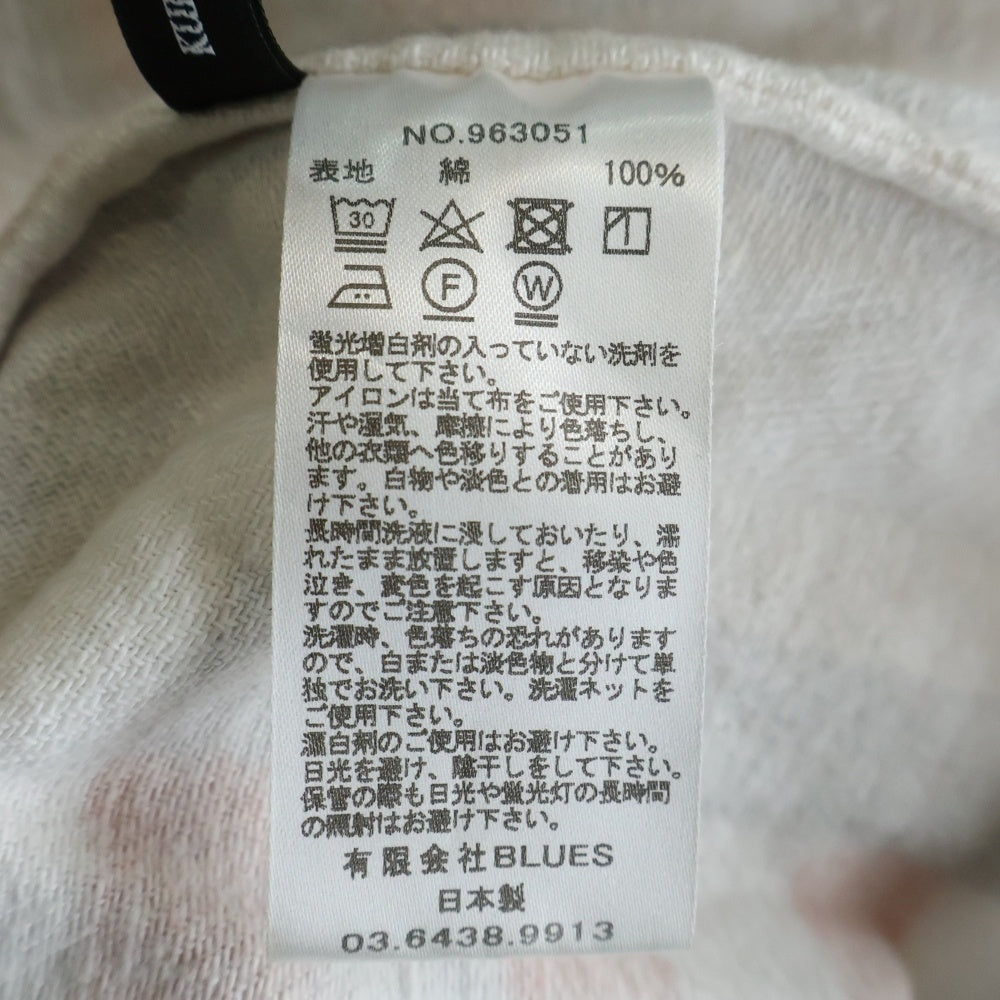 NO.963051
表地 綿 100%
30
F W
蛍光増白剤の入っていない洗剤を
使用して下さい。
アイロンは当て布をご使用下さい。
汗や湿気、摩擦により色落ちし、
他の衣類へ色移りすることがあり
ます。白物や淡色との着用はお避
け下さい。
長時間洗液に浸しておいたり、濡
れたまま放置しますと、移染や色
泣き、変色を起こす原因となりま
すのでご注意下さい。
洗濯時、色落ちの恐れがあります
ので、白または淡色物と分けて単
独でお洗い下さい。洗濯ネットを
ご使用下さい。
漂白剤のご使用はお避け下さい。
日光を避け、陰干しをして下さい。
保管の際も日光や蛍光灯の長時間
の照射はお避け下さい。
有限会社BLUES
日本製
03.6438.9913